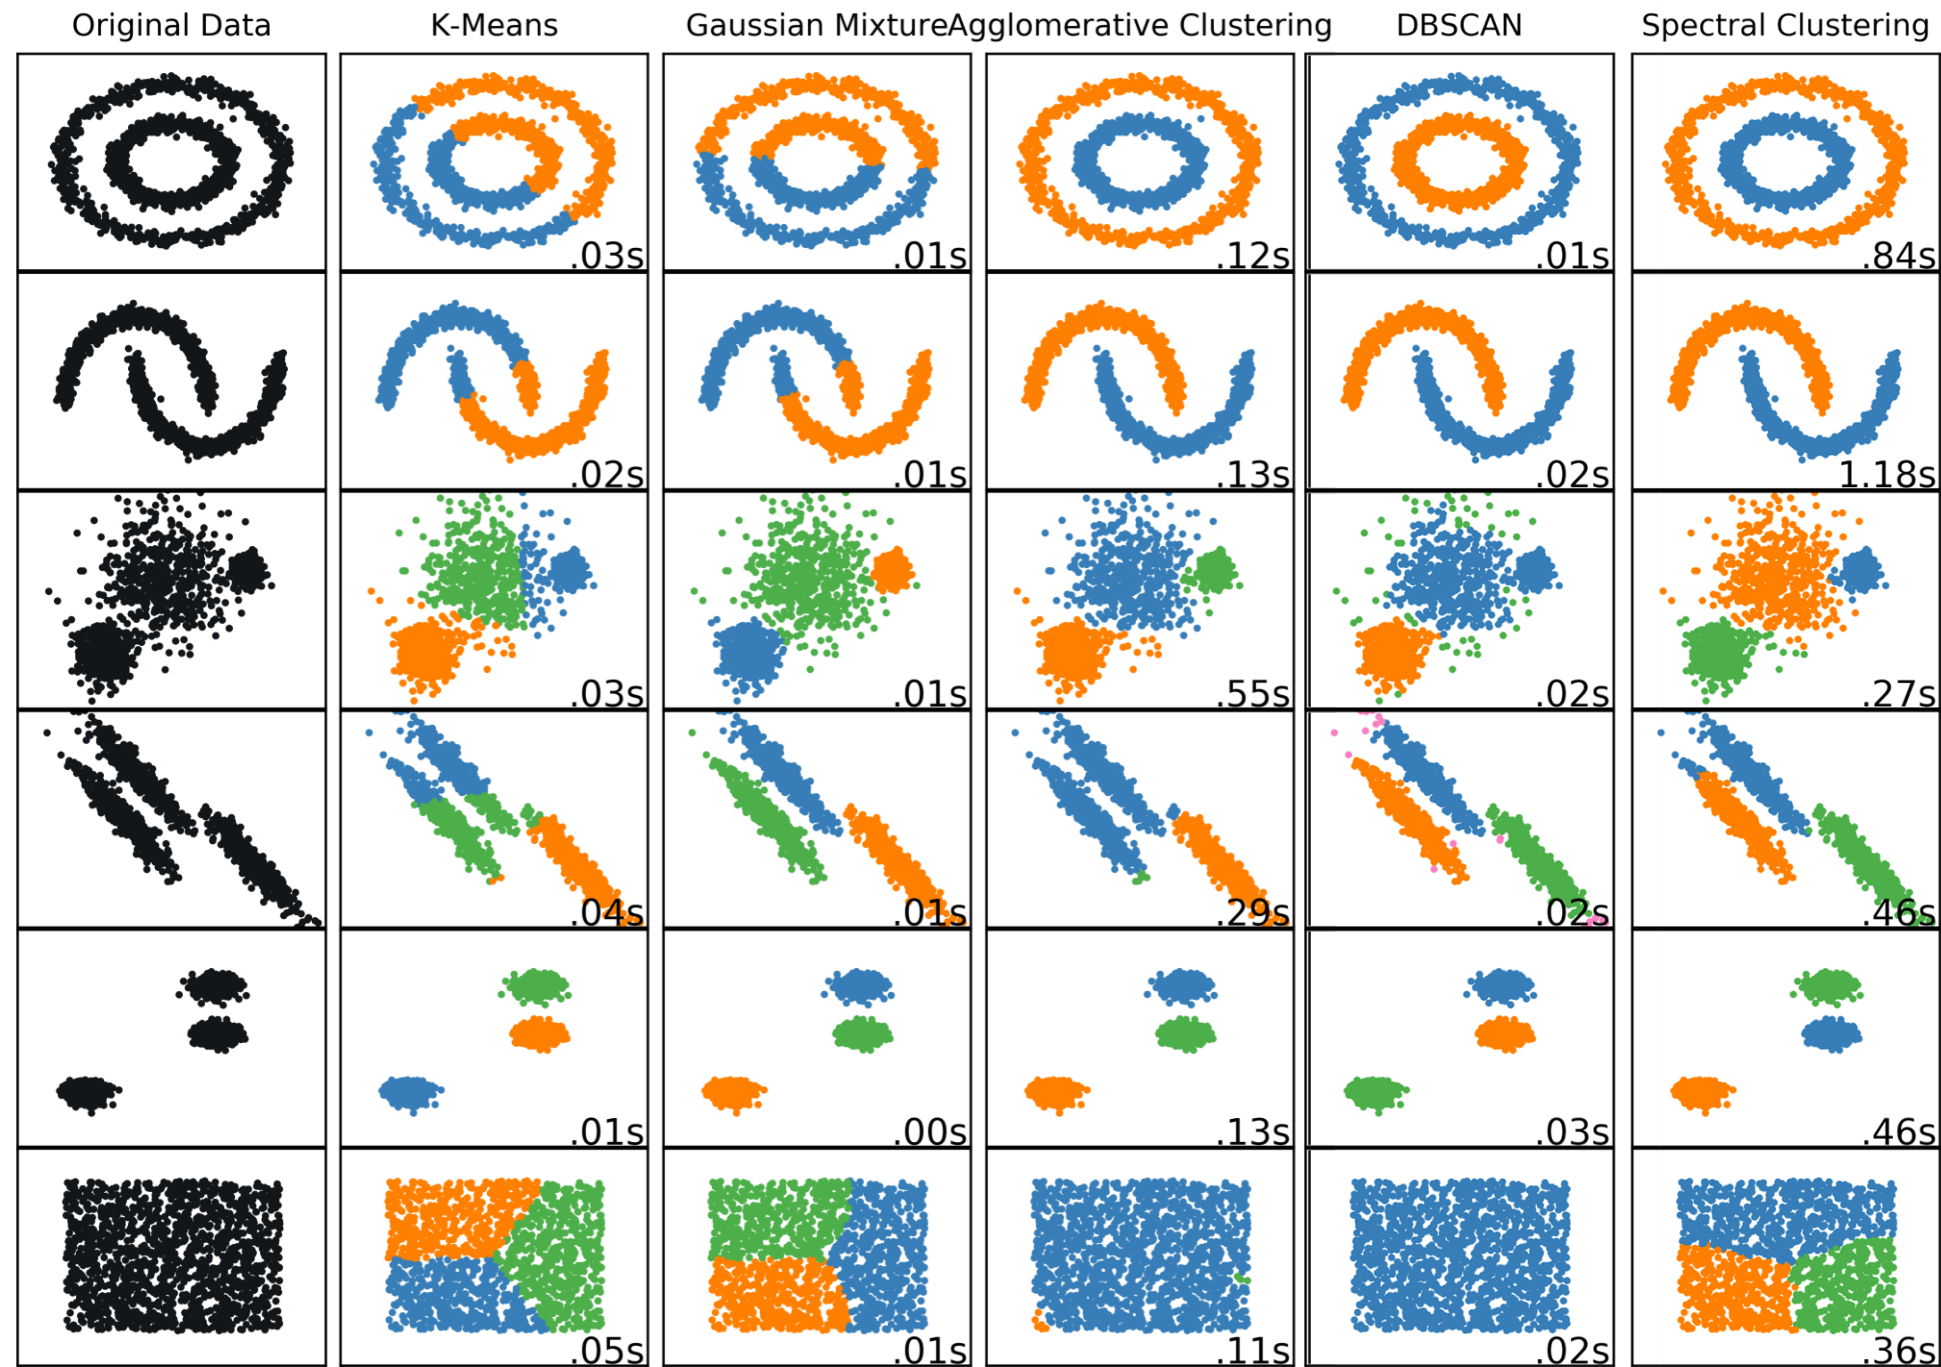 Original Data K-Means Gaussian Mixture Agglomerative Clustering DBSCAN Spectral Clustering
.03s .01s .12s .01s .84s
.02s .01s .13s .02s 1.18s
.03s .01s .55s .02s .27s
.04s .01s .29s .02s .46s
.01s .00s .13s .03s .46s
.05s .01s .11s .02s .36s